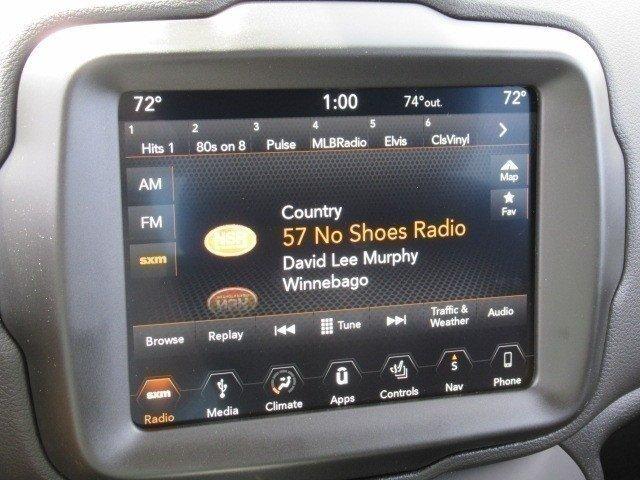 72° 1:00 74°out. 72°
1 2 3 4 5 6
Hits 1 80s on 8 Pulse MLBRadio Elvis ClsVinyl
AM
Map
FM
Fav
sxm
Country
57 No Shoes Radio
David Lee Murphy
Winnebago
NSR
Browse Replay Tune Traffic &
Weather Audio
sxm
S
Radio Media Climate Apps Controls Nav Phone